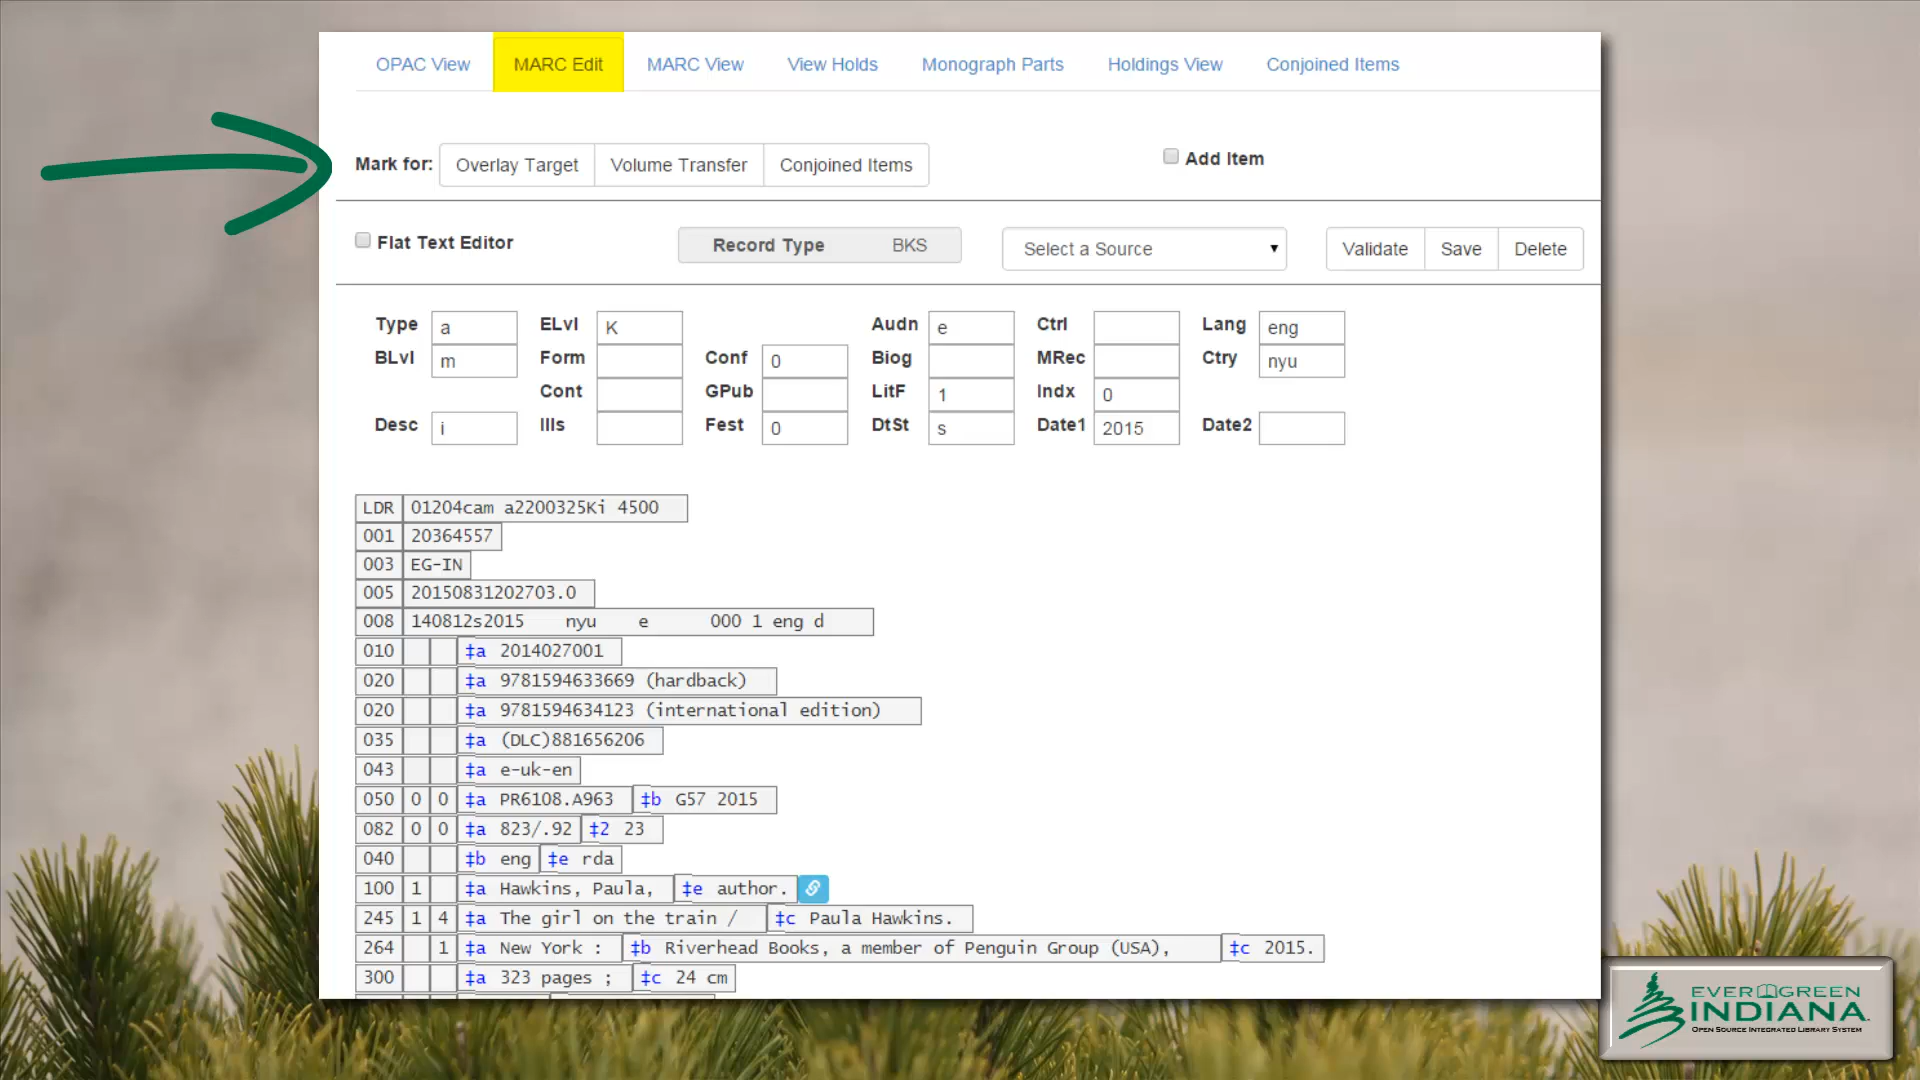 OPAC View MARC Edit MARC View View Holds Monograph Parts Holdings View Conjoined Items
Mark for: Overlay Target Volume Transfer Conjoined Items Add Item
Flat Text Editor Record Type BKS Select a Source Validate Save Delete
Type a ELvl K Audn e Ctrl Lang eng
BLvl m Form Conf 0 Biog MRec Ctry nyu
Cont GPub LitF 1 Indx 0
Desc i Ills Fest 0 DtSt s Date1 2015 Date2
LDR 01204cam a2200325Ki 4500
001 20364557
003 EG-IN
005 20150831202703.0
008 140812s2015 nyu e 000 1 eng d
010 ‡a 2014027001
020 ‡a 9781594633669 (hardback)
020 ‡a 9781594634123 (international edition)
035 ‡a (DLC)881656206
043 ‡a e-uk-en
050 0 0 ‡a PR6108.A963 ‡b G57 2015
082 0 0 ‡a 823/.92 ‡2 23
040 ‡b eng ‡e rda
100 1 ‡a Hawkins, Paula, ‡e author.
245 1 4 ‡a The girl on the train / ‡c Paula Hawkins.
264 1 ‡a New York : ‡b Riverhead Books, a member of Penguin Group (USA), ‡c 2015.
300 ‡a 323 pages ; ‡c 24 cm
EVERGREEN
INDIANA
OPEN SOURCE INTEGRATED LIBRARY SYSTEM